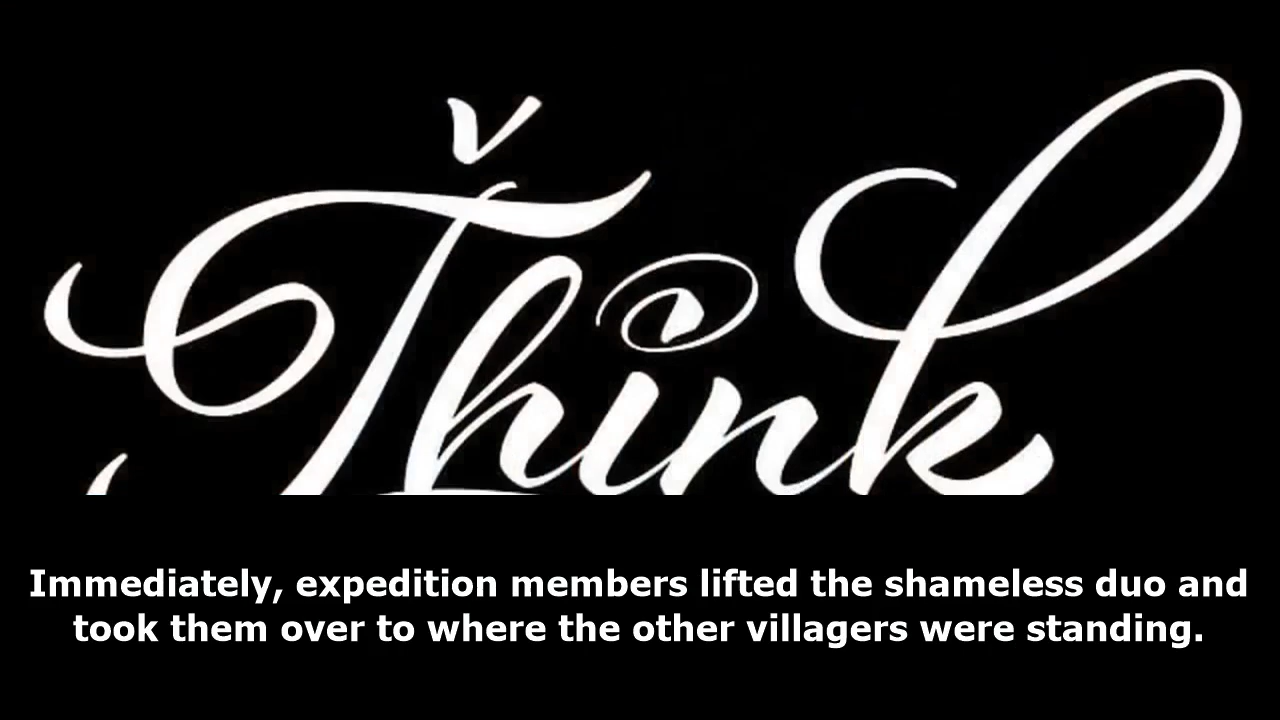 Think
Immediately, expedition members lifted the shameless duo and
took them over to where the other villagers were standing.